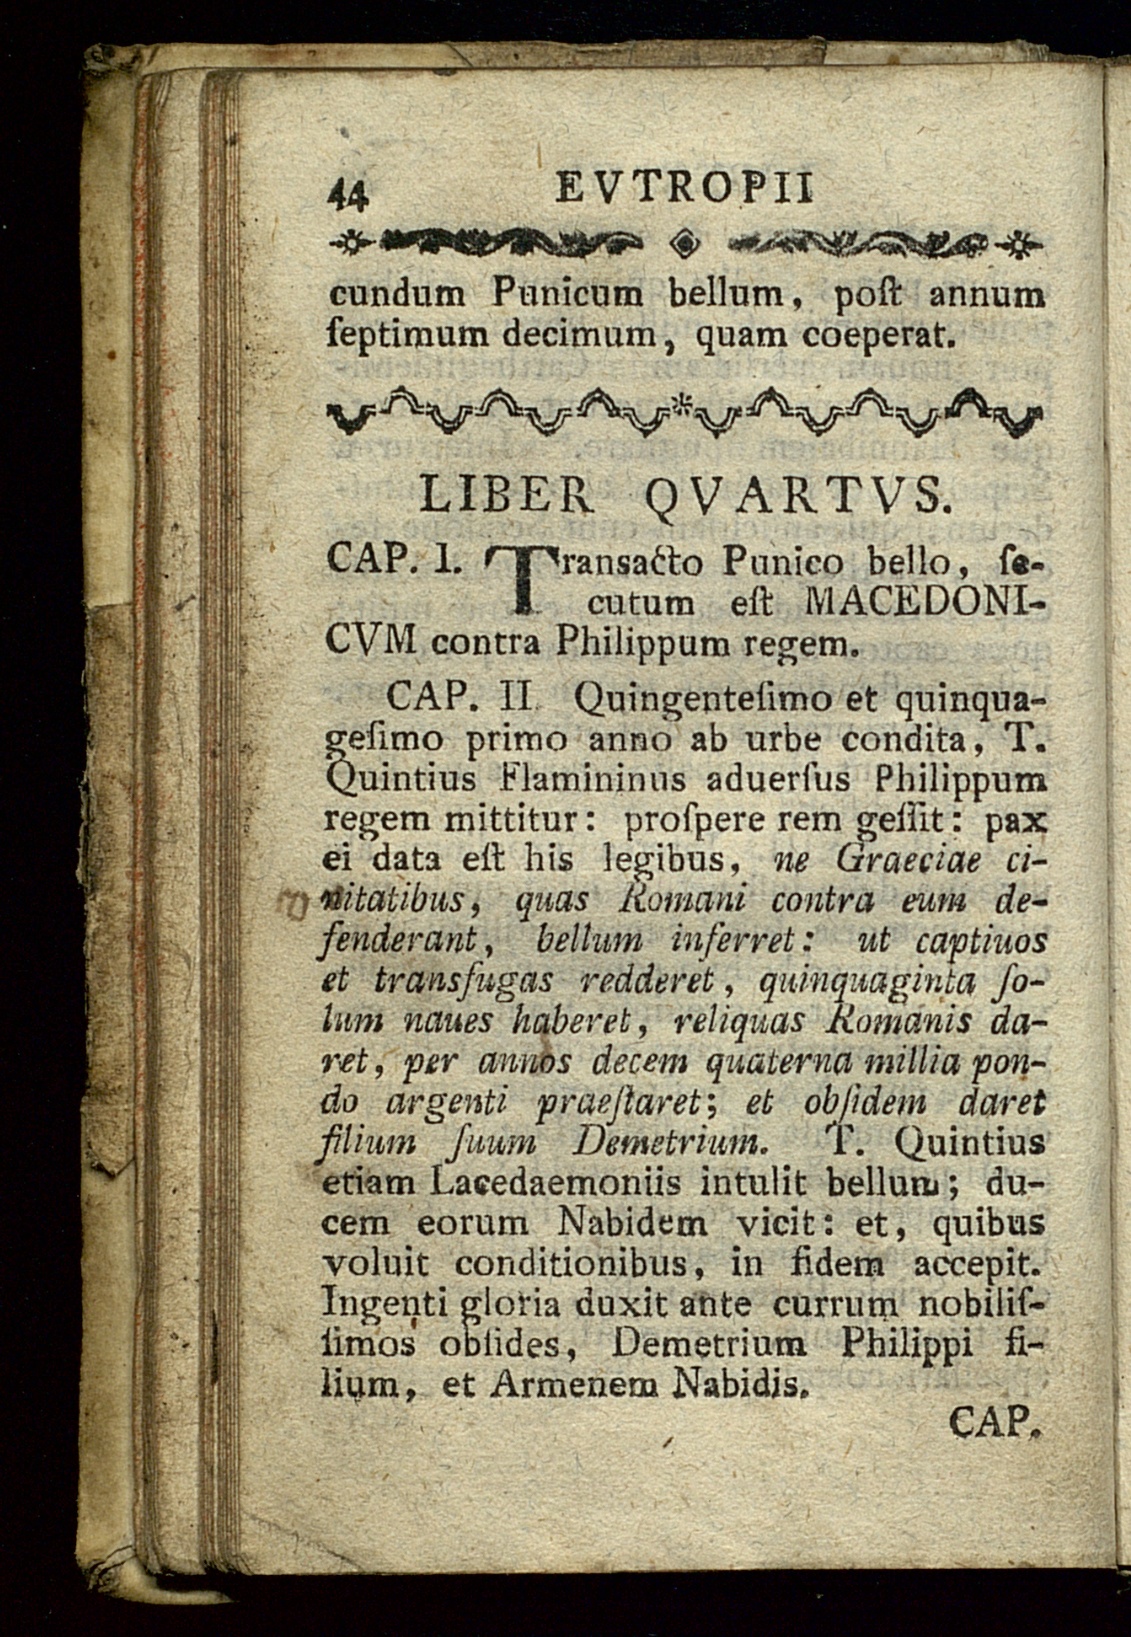 44 EVTROPII
cundum Punicum bellum, poſt annum
ſeptimum decimum, quam coeperat.
LIBER QVARTVS.
CAP. I. Transacto Punico bello, ſe-
cutum eſt MACEDONI-
CVM contra Philippum regem.
CAP. II. Quingenteſimo et quinqua-
geſimo primo anno ab urbe condita, T.
Quintius Flamininus aduerſus Philippum
regem mittitur: proſpere rem geſſit: pax
ei data eſt his legibus, ne Graeciae ci-
uitatibus, quas Romani contra eum de-
fenderant, bellum inferret: ut captiuos
et transfugas redderet, quinquaginta ſo-
lum naues haberet, reliquas Romanis da-
ret, per annos decem quaterna millia pon-
do argenti praeſtaret; et obſidem daret
filium ſuum Demetrium. T. Quintius
etiam Lacedaemoniis intulit bellum; du-
cem eorum Nabidem vicit: et, quibus
voluit conditionibus, in fidem accepit.
Ingenti gloria duxit ante currum nobiliſ-
ſimos obſides, Demetrium Philippi fi-
lium, et Armenem Nabidis.
CAP.